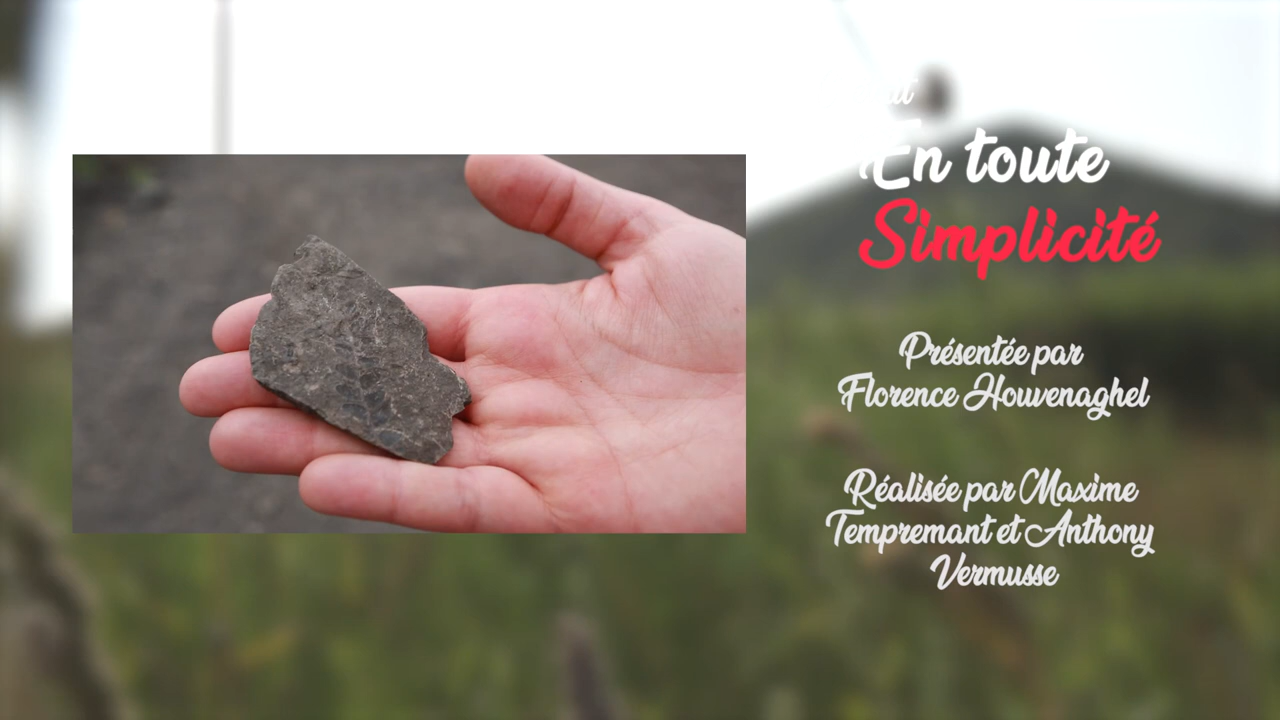 En toute
Simplicité
Présentée par
Florence Houvenaghel
Réalisée par Maxime
Tempremant et Anthony
Vermusse